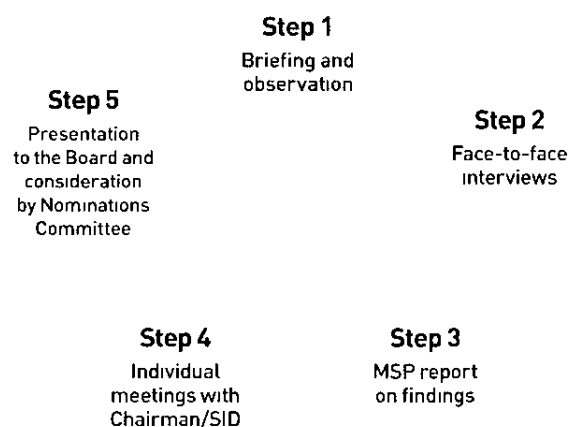 Step 1
Briefing and
observation
Step 2
Face-to-face
interviews
Step 3
MSP report
on findings
Step 4
Individual
meetings with
Chairman/SID
Step 5
Presentation
to the Board and
consideration
by Nominations
Committee